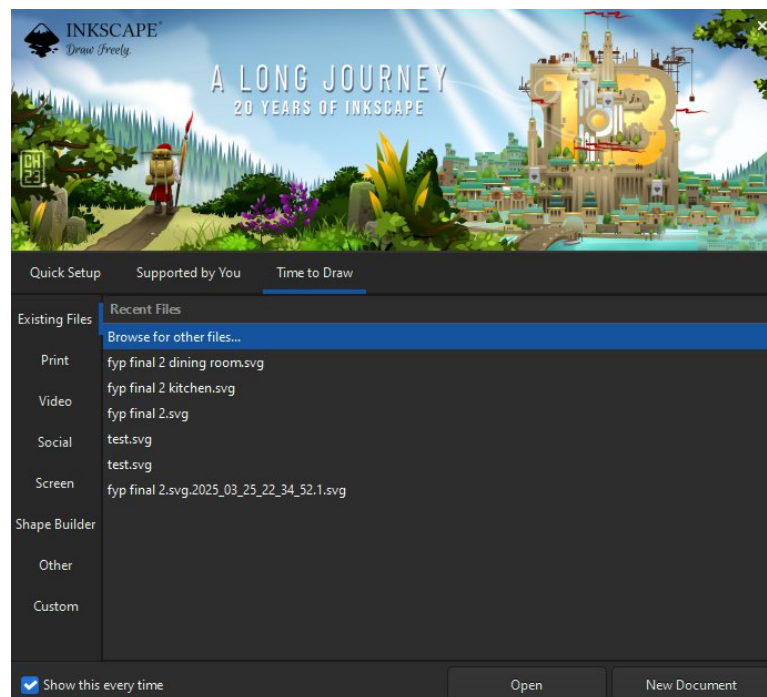 INKSCAPE
Draw Freely.
A LONG JOURNEY
20 YEARS OF INKSCAPE
CH
23
Quick Setup
Supported by You
Time to Draw
Existing Files
Print
Video
Social
Screen
Shape Builder
Other
Custom
Recent Files
Browse for other files...
fyp final 2 dining room.svg
fyp final 2 kitchen.svg
fyp final 2.svg
test.svg
test.svg
fyp final 2.svg.2025_03_25_22_34_52.1.svg
Show this every time
Open
New Document